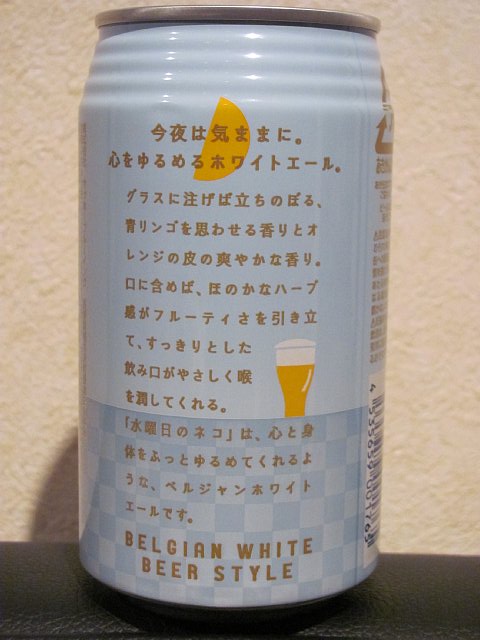 今夜は気ままに。
心をゆるめるホワイトエール。
グラスに注げば立ちのぼる、
青リンゴを思わせる香りとオ
レンジの皮の爽やかな香り。
口に含めば、ほのかなハーブ
感がフルーティさを引き立
て、すっきりとした
飲み口がやさしく喉
を潤してくれる。
「水曜日のネコ」は、心と身
体をふっとゆるめてくれるよ
うな、ベルジャンホワイト
エールです。
BELGIAN WHITE
BEER STYLE